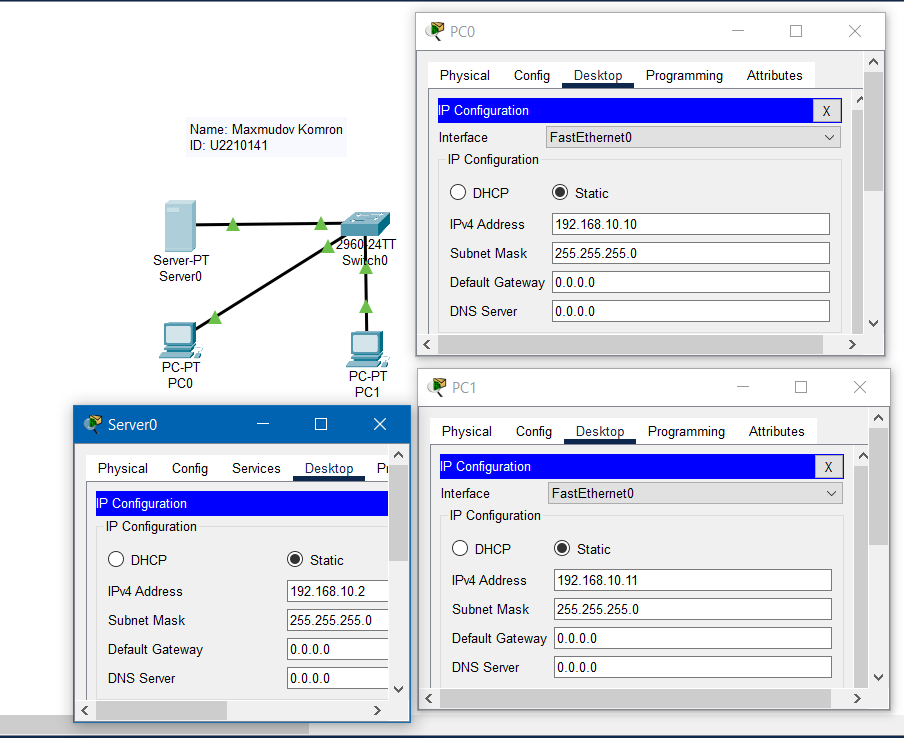 Name: Maxmudov Komron
ID: U2210141
Server-PT
Server0
2960-24TT
Switch0
PC-PT
PC0
PC-PT
PC1
PC0
Physical Config Desktop Programming Attributes
IP Configuration X
Interface FastEthernet0
IP Configuration
DHCP Static
IPv4 Address 192.168.10.10
Subnet Mask 255.255.255.0
Default Gateway 0.0.0.0
DNS Server 0.0.0.0
Server0
Physical Config Services Desktop
IP Configuration
IP Configuration
DHCP Static
IPv4 Address 192.168.10.2
Subnet Mask 255.255.255.0
Default Gateway 0.0.0.0
DNS Server 0.0.0.0
PC1
Physical Config Desktop Programming Attributes
IP Configuration X
Interface FastEthernet0
IP Configuration
DHCP Static
IPv4 Address 192.168.10.11
Subnet Mask 255.255.255.0
Default Gateway 0.0.0.0
DNS Server 0.0.0.0